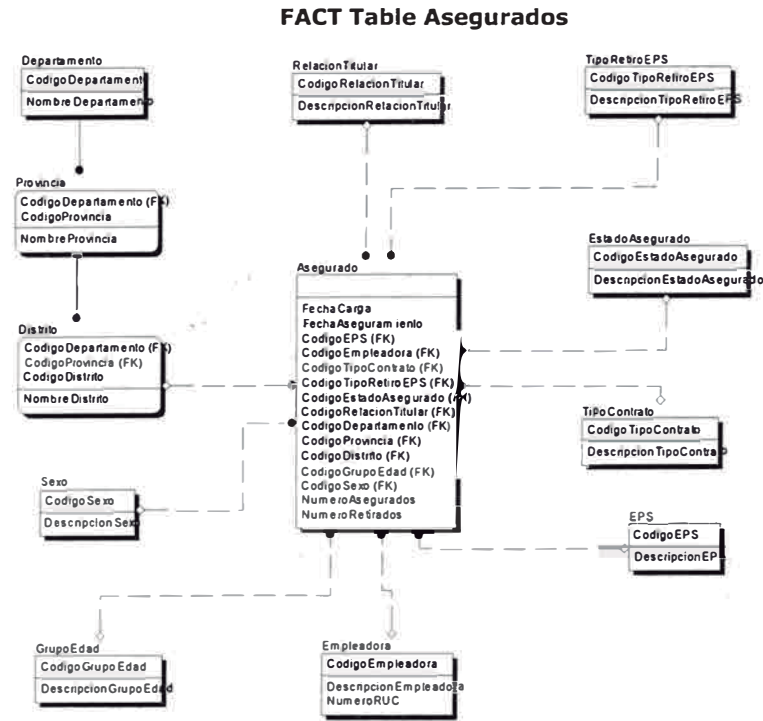 FACT Table Asegurados
Departamento
CodigoDepartament
NombreDepartamento
RelacionTitular
CodigoRelacionTitular
DescripcionRelacionTitular
TipoRetiroEPS
CodigoTipoRetiroEPS
DescripcionTipoRetiroEPS
Provincia
CodigoDepartamento (FK)
CodigoProvincia
NombreProvincia
EstadoAsegurado
CodigoEstadoAsegurado
DescripcionEstadoAsegurado
Asegurado
FechaCarga
FechaAseguramiento
CodigoEPS (FK)
CodigoEmpleadora (FK)
CodigoTipoContrato (FK)
CodigoTipoRetiroEPS (FK)
CodigoEstadoAsegurado (FK)
CodigoRelacionTitular (FK)
CodigoDepartamento (FK)
CodigoProvincia (FK)
CodigoDistrito (FK)
CodigoGrupoEdad (FK)
CodigoSexo (FK)
NumeroAsegurados
NumeroRetirados
Distrito
CodigoDepartamento (FK)
CodigoProvincia (FK)
CodigoDistrito
NombreDistrito
TipoContrato
CodigoTipoContrato
DescripcionTipoContrato
Sexo
CodigoSexo
DescripcionSexo
EPS
CodigoEPS
DescripcionEP
GrupoEdad
CodigoGrupoEdad
DescripcionGrupoEdad
Empleadora
CodigoEmpleadora
DescripcionEmpleadora
NumeroRUC